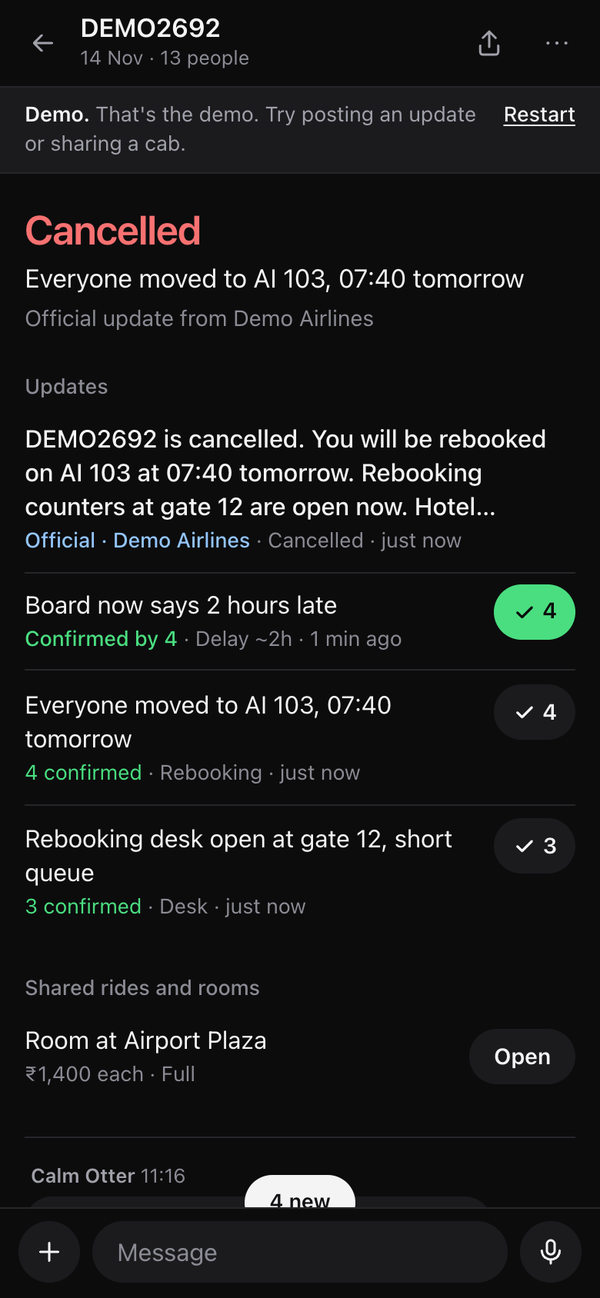 DEMO2692
14 Nov · 13 people
Demo. That's the demo. Try posting an update
or sharing a cab.
Restart
Cancelled
Everyone moved to AI 103, 07:40 tomorrow
Official update from Demo Airlines
Updates
DEMO2692 is cancelled. You will be rebooked
on AI 103 at 07:40 tomorrow. Rebooking
counters at gate 12 are open now. Hotel...
Official · Demo Airlines · Cancelled · just now
Board now says 2 hours late
4
Confirmed by 4 · Delay ~2h · 1 min ago
Everyone moved to AI 103, 07:40
tomorrow
4
4 confirmed · Rebooking · just now
Rebooking desk open at gate 12, short
queue
3
3 confirmed · Desk · just now
Shared rides and rooms
Room at Airport Plaza
₹1,400 each · Full
Open
Calm Otter 11:16
4 new
Message